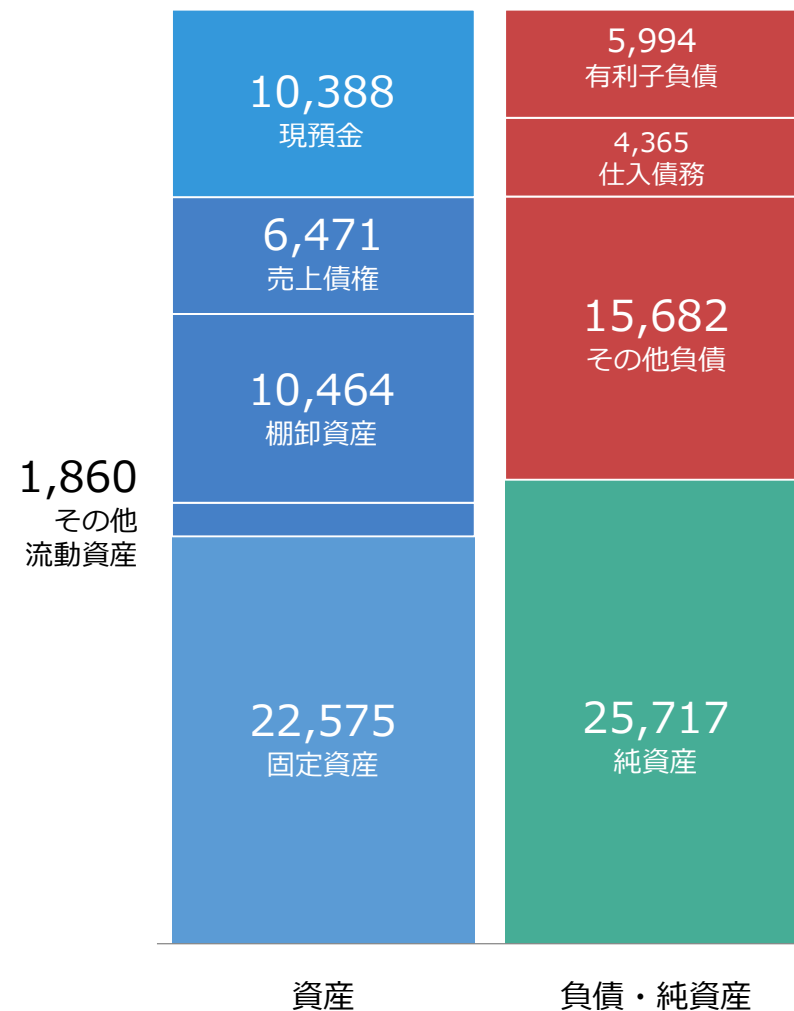 10,388
現預金
6,471
売上債権
10,464
棚卸資産
1,860
その他
流動資産
22,575
固定資産
資産
5,994
有利子負債
4,365
仕入債務
15,682
その他負債
25,717
純資産
負債・純資産